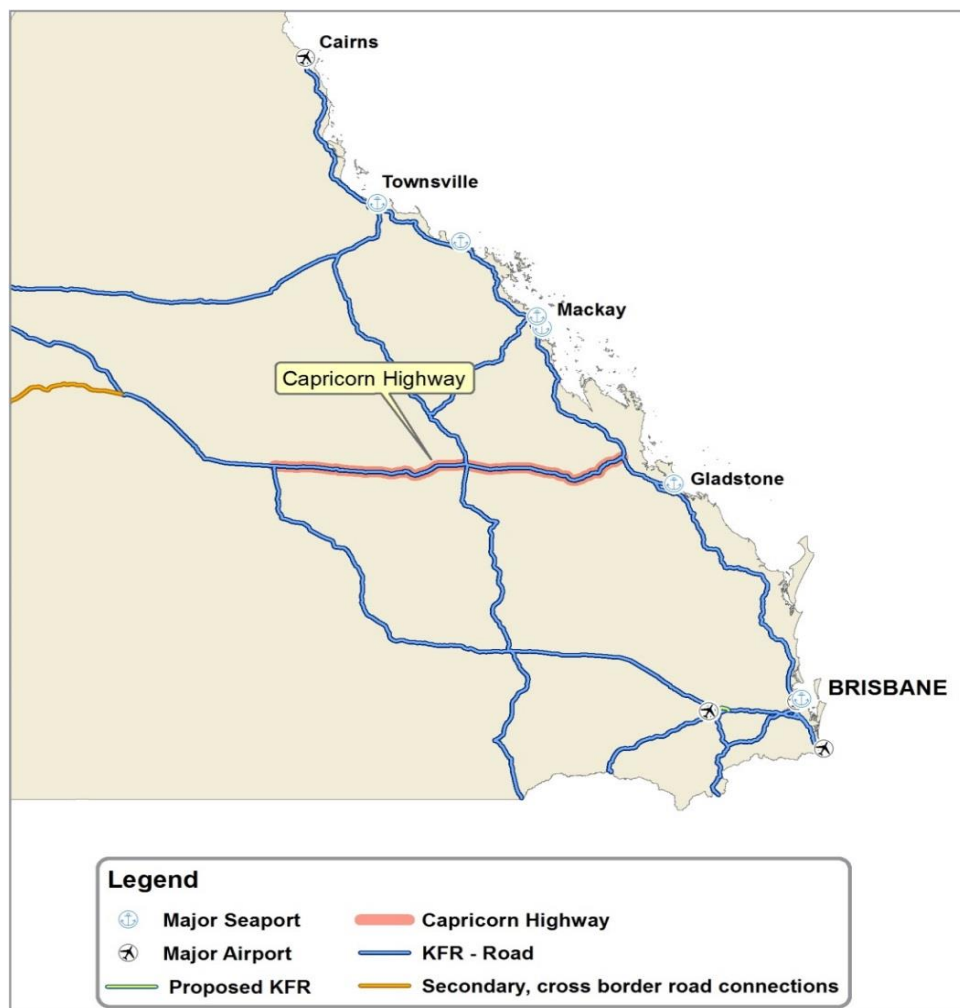 Cairns
Townsville
Mackay
Capricorn Highway
Gladstone
BRISBANE
Legend
Major Seaport
Capricorn Highway
Major Airport
KFR - Road
Proposed KFR
Secondary, cross border road connections